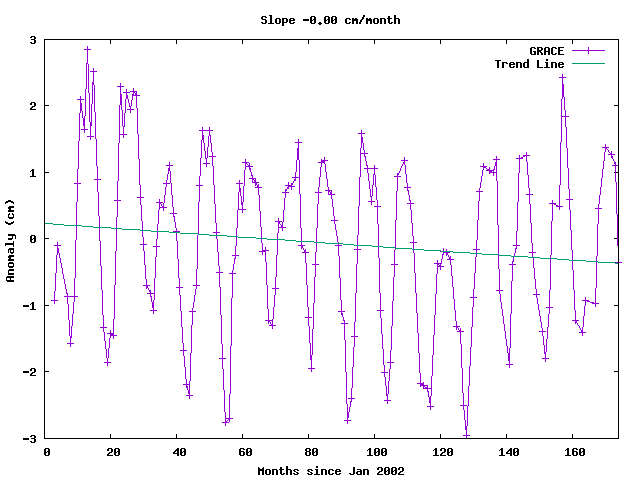 Slope -0.00 cm/month
GRACE
Trend Line
3
2
1
0
-1
-2
-3
Anomaly (cm)
0 20 40 60 80 100 120 140 160
Months since Jan 2002